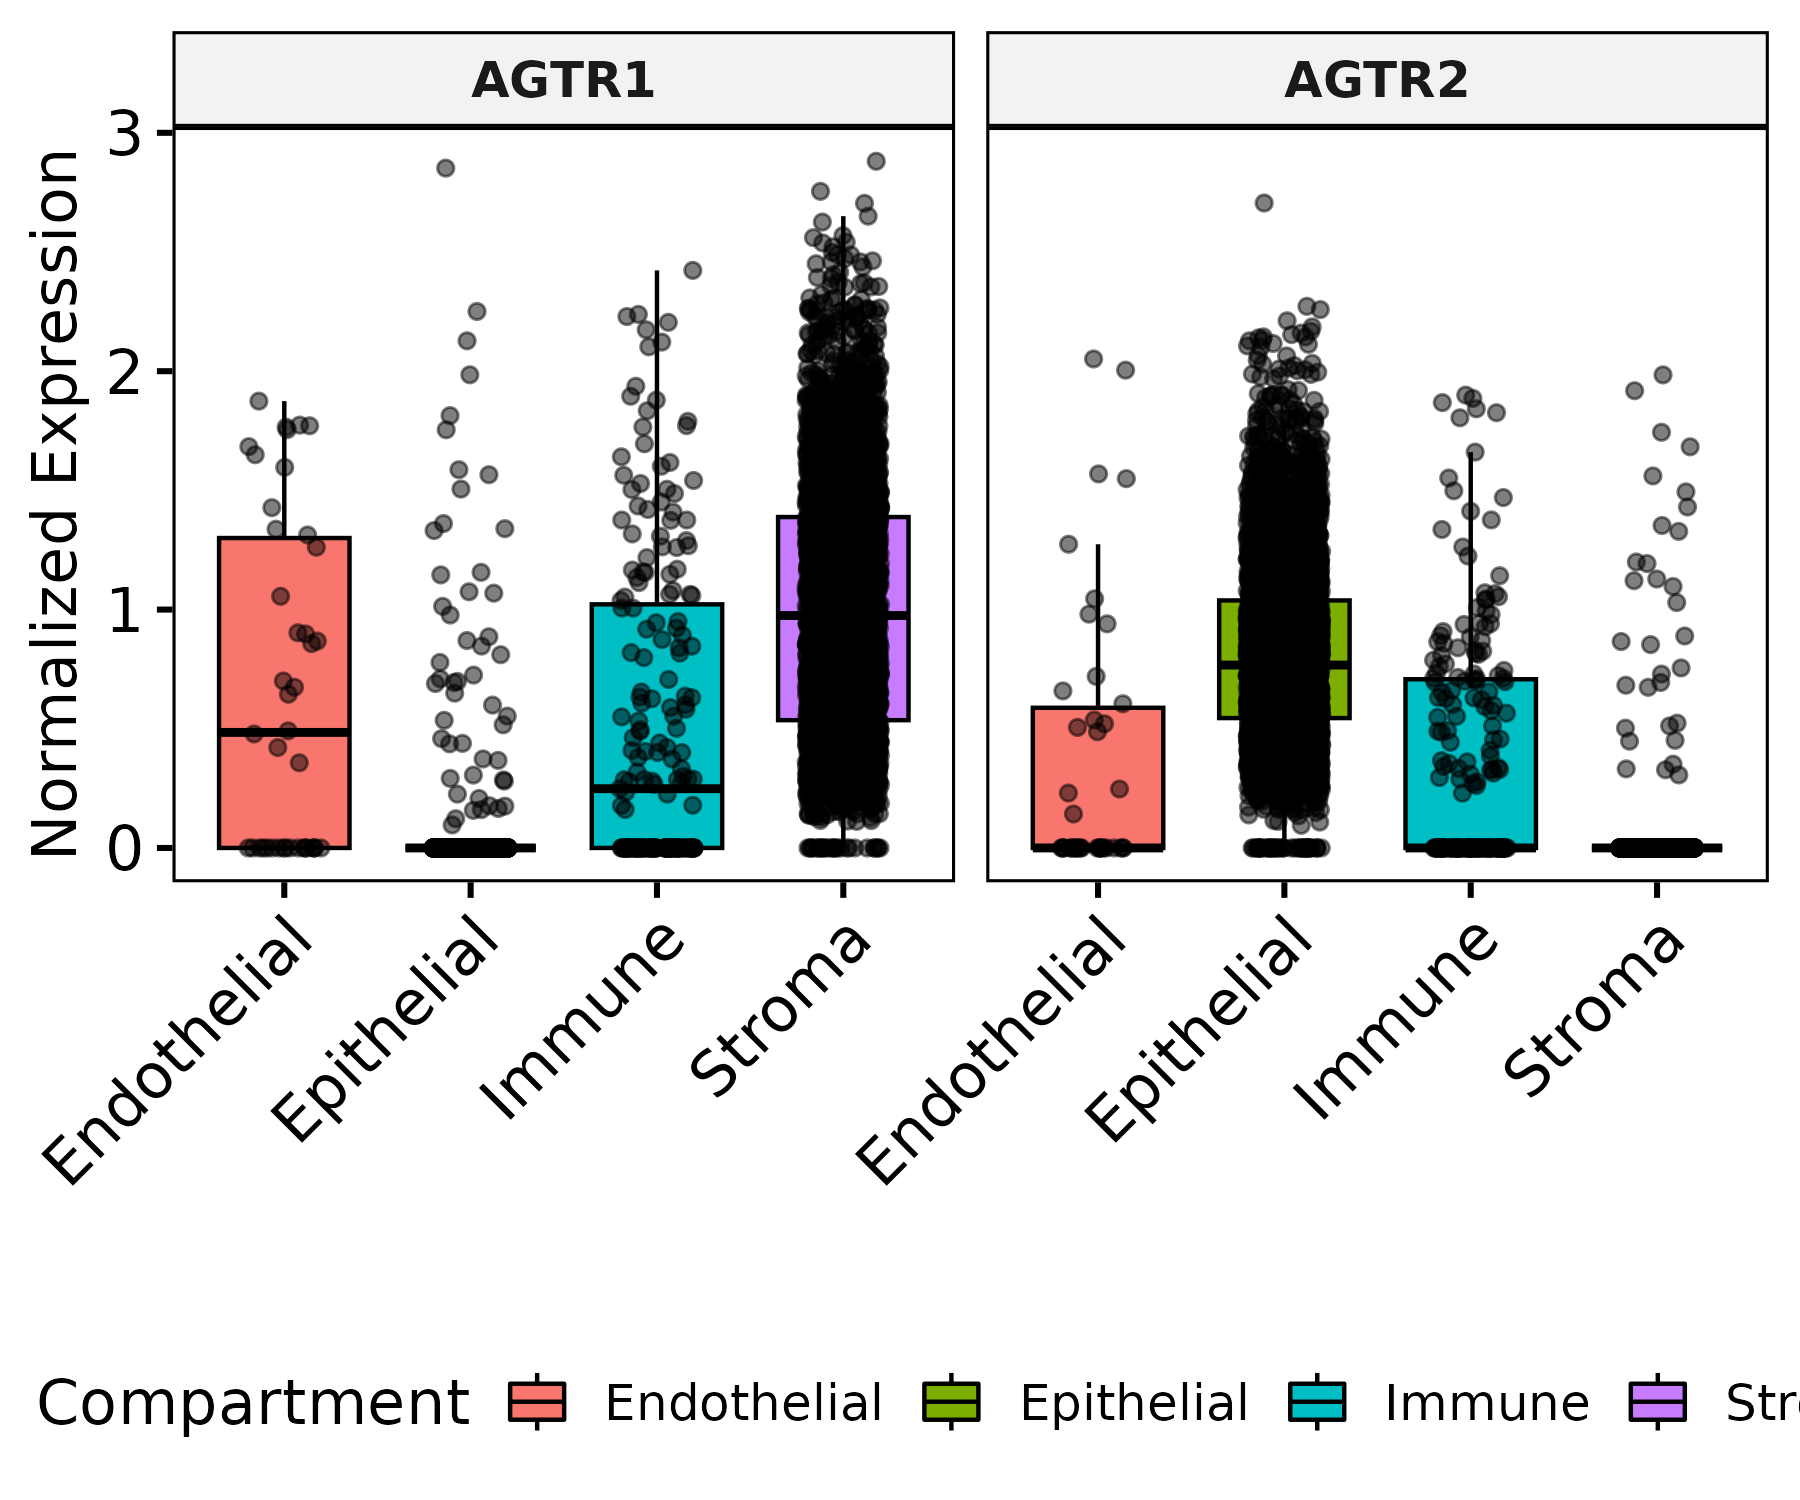 AGTR1 AGTR2
Normalized Expression
3
2
1
0
Endothelial Epithelial Immune Stroma Endothelial Epithelial Immune Stroma
Compartment Endothelial Epithelial Immune Str